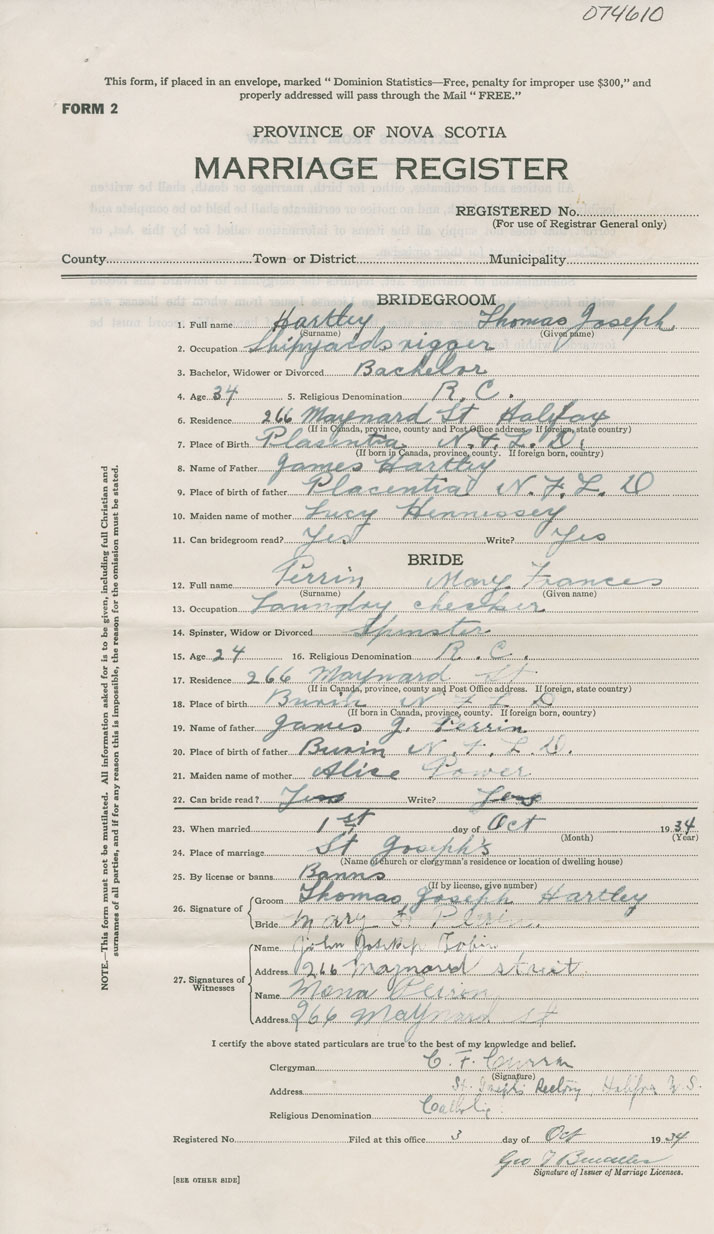 074610
This form, if placed in an envelope, marked " Dominion Statistics—Free, penalty for improper use $300," and
properly addressed will pass through the Mail " FREE."
FORM 2
PROVINCE OF NOVA SCOTIA
MARRIAGE REGISTER
REGISTERED No.
(For use of Registrar General only)
County Town or District Municipality
BRIDEGROOM
1. Full name Hartley Thomas Joseph
(Surname) (Given name)
2. Occupation Shipyards rigger
3. Bachelor, Widower or Divorced Bachelor
4. Age 34 5. Religious Denomination R.C.
6. Residence 266 Maynard St Halifax
(If in Canada, province, county and Post Office address. If foreign, state country)
7. Place of Birth Placentia N.F.L.D.
(If born in Canada, province, county. If foreign born, country)
8. Name of Father James Hartley
9. Place of birth of father Placentia N.F.L.D
10. Maiden name of mother Lucy Hennessey
11. Can bridegroom read? Yes Write? Yes
BRIDE
12. Full name Perrin Mary Frances
(Surname) (Given name)
13. Occupation Laundry checker
14. Spinster, Widow or Divorced Spinster
15. Age 24 16. Religious Denomination R.C.
17. Residence 266 Maynard St
(If in Canada, province, county and Post Office address. If foreign, state country)
18. Place of Birth Burin N F L D
(If born in Canada, province, county. If foreign born, country)
19. Name of father James J. Perrin
20. Place of birth of father Burin N.F.L.D.
21. Maiden name of mother Alice Power
22. Can bride read? Yes Write? Yes
23. When married 1st day of Oct 1934
(Month) (Year)
24. Place of marriage St Joseph's
(Name of church or clergyman's residence or location of dwelling house)
25. By license or banns Banns
(If by license, give number)
26. Signature of Groom Thomas Joseph Hartley
Bride Mary F. Perrin.
27. Signatures of Witnesses
Name John Joseph Tobin
Address 266 Maynard street.
Name Mona Perron
Address 266 Maynard St
I certify the above stated particulars are true to the best of my knowledge and belief.
Clergyman C. F. Curran
(Signature)
Address St. Joseph's Rectory, Halifax N.S.
Religious Denomination Catholic
Registered No. Filed at this office 3 day of Oct 1934
Geo
Signature of Issuer of Marriage Licenses.
[SEE OTHER SIDE]
NOTE.—This form must not be mutilated. All information asked for is to be given, including full Christian and
surnames of all parties, and if for any reason this is impossible, the reason for the omission must be stated.